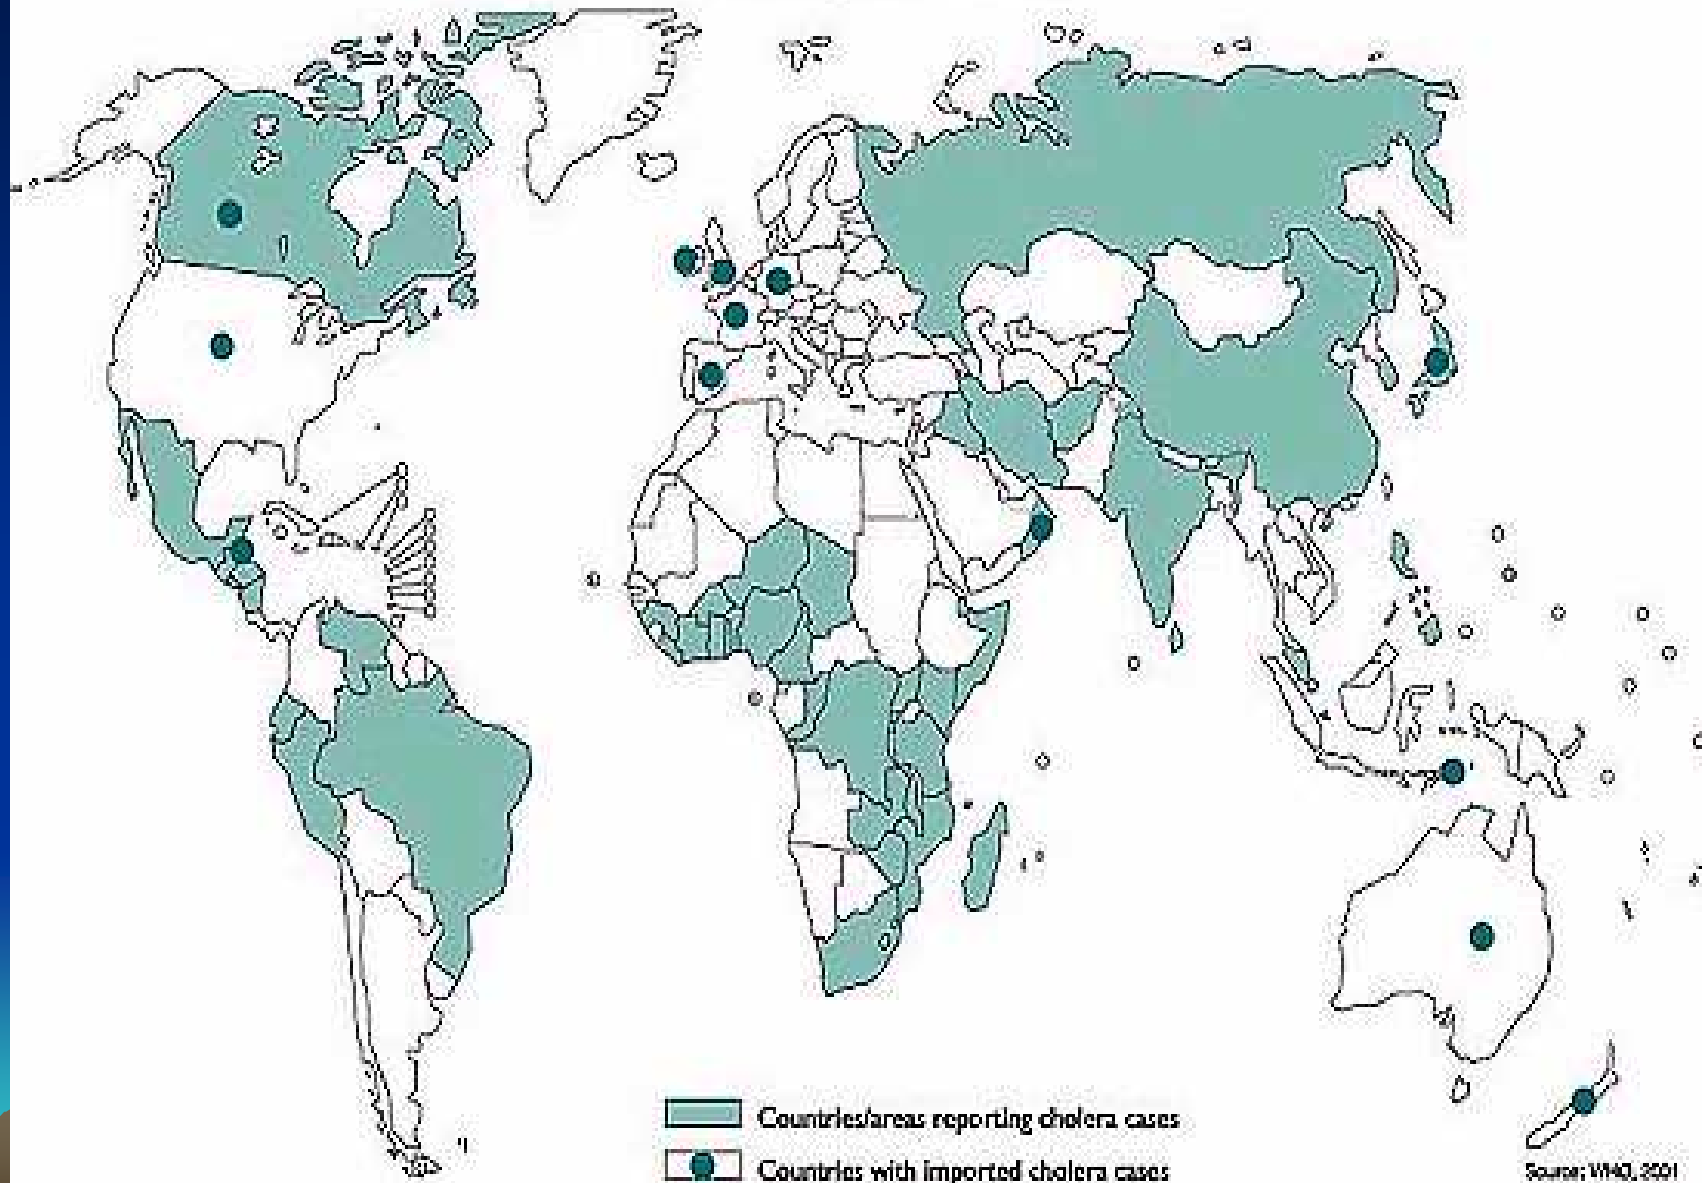 Countries/areas reporting cholera cases
Countries with imported cholera cases
Source: WHO, 2001